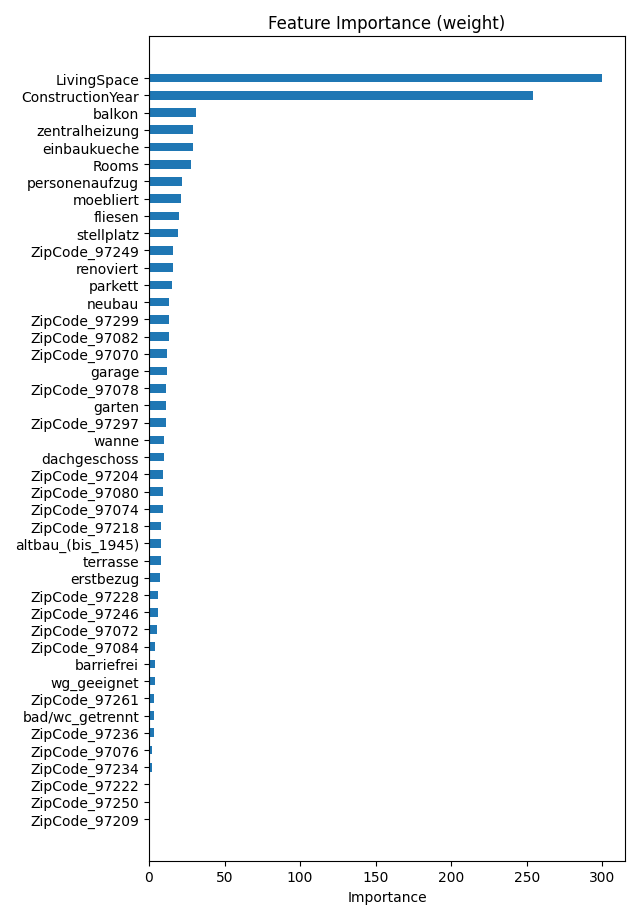 Feature Importance (weight)
LivingSpace
ConstructionYear
balkon
zentralheizung
einbaukueche
Rooms
personenaufzug
moebliert
fliesen
stellplatz
ZipCode_97249
renoviert
parkett
neubau
ZipCode_97299
ZipCode_97082
ZipCode_97070
garage
ZipCode_97078
garten
ZipCode_97297
wanne
dachgeschoss
ZipCode_97204
ZipCode_97080
ZipCode_97074
ZipCode_97218
altbau_(bis_1945)
terrasse
erstbezug
ZipCode_97228
ZipCode_97246
ZipCode_97072
ZipCode_97084
barriefrei
wg_geeignet
ZipCode_97261
bad/wc_getrennt
ZipCode_97236
ZipCode_97076
ZipCode_97234
ZipCode_97222
ZipCode_97250
ZipCode_97209
0 50 100 150 200 250 300
Importance